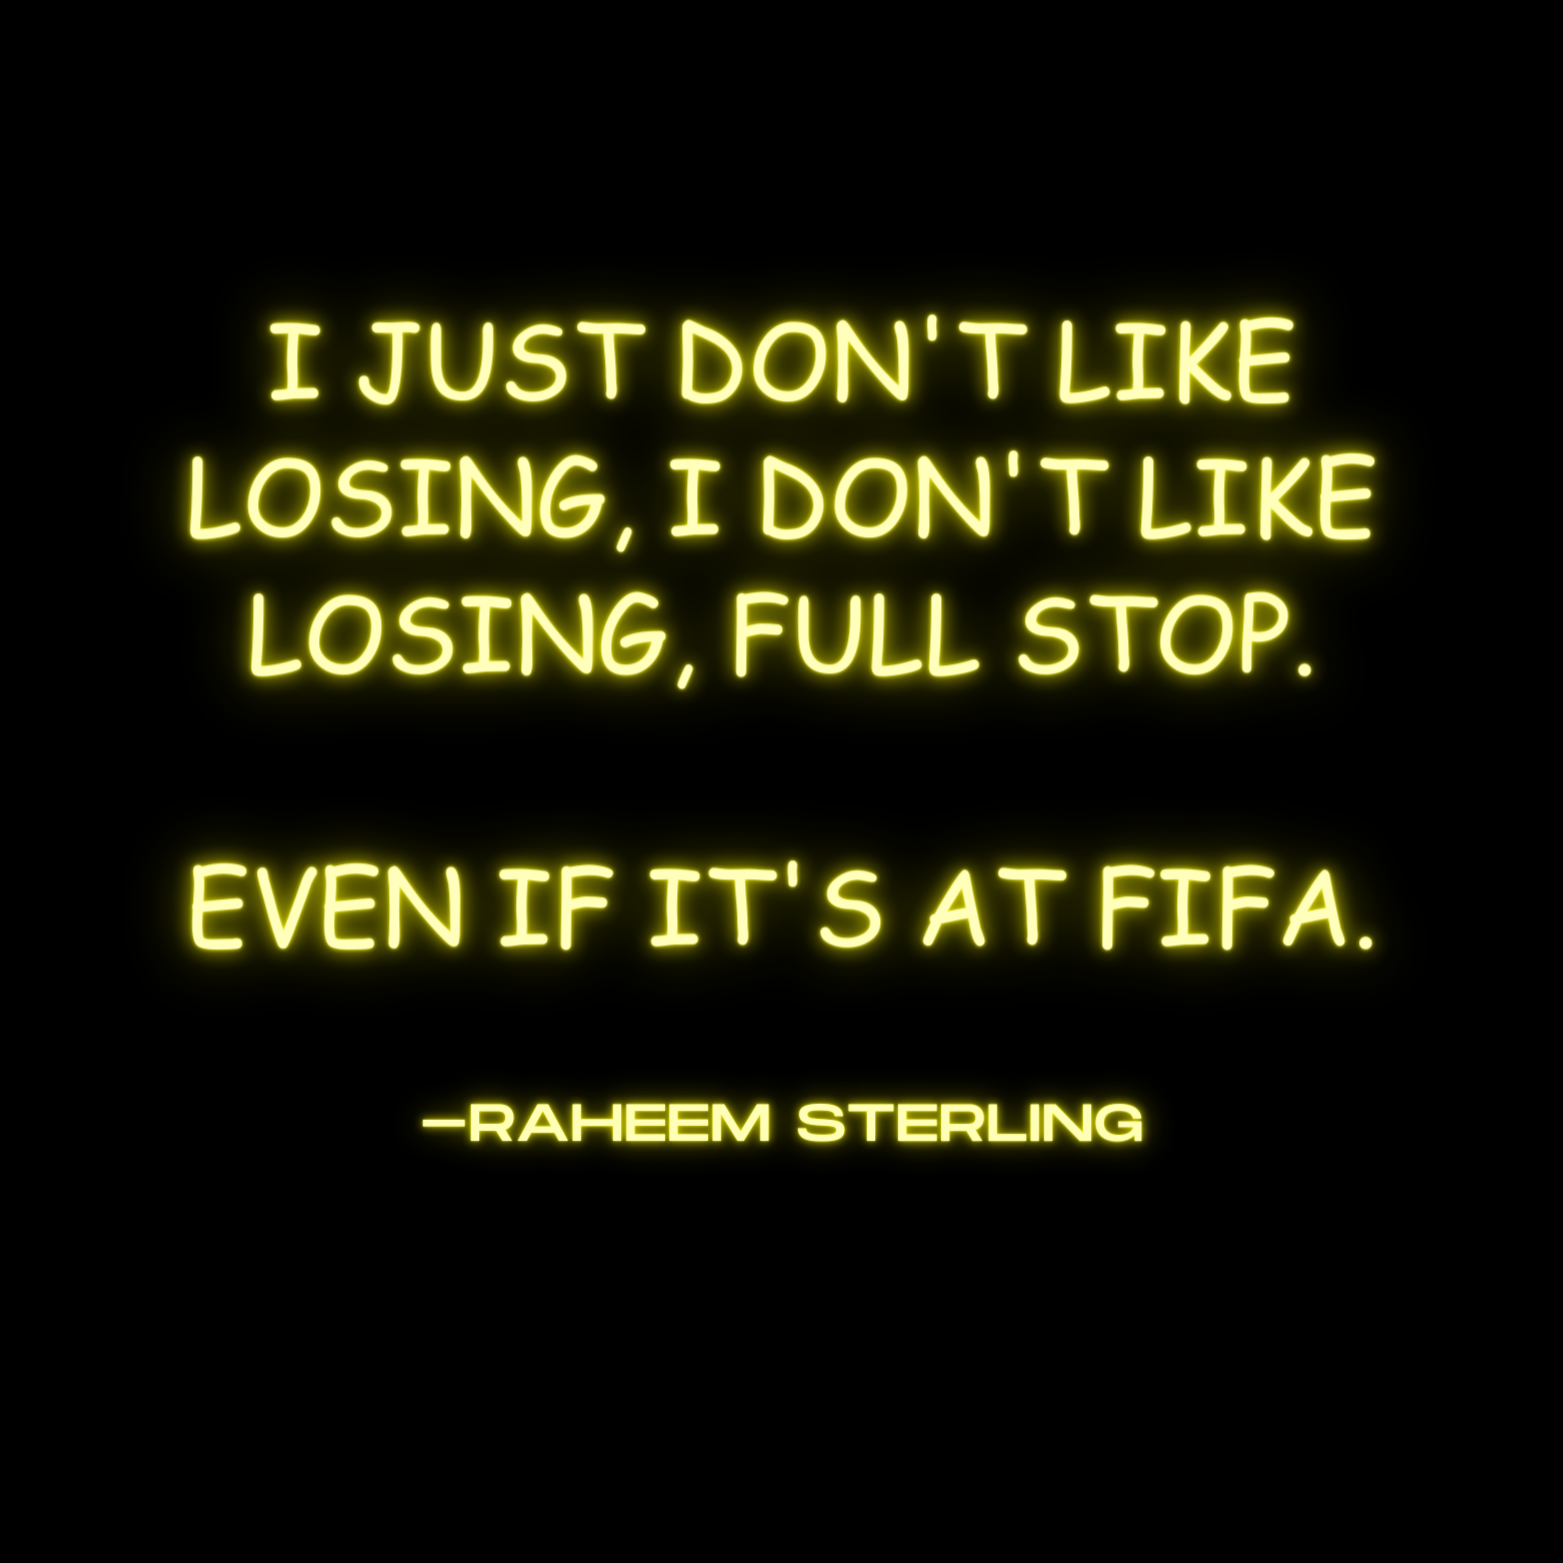 I JUST DON'T LIKE
LOSING, I DON'T LIKE
LOSING, FULL STOP.
EVEN IF IT'S AT FIFA.
—RAHEEM STERLING